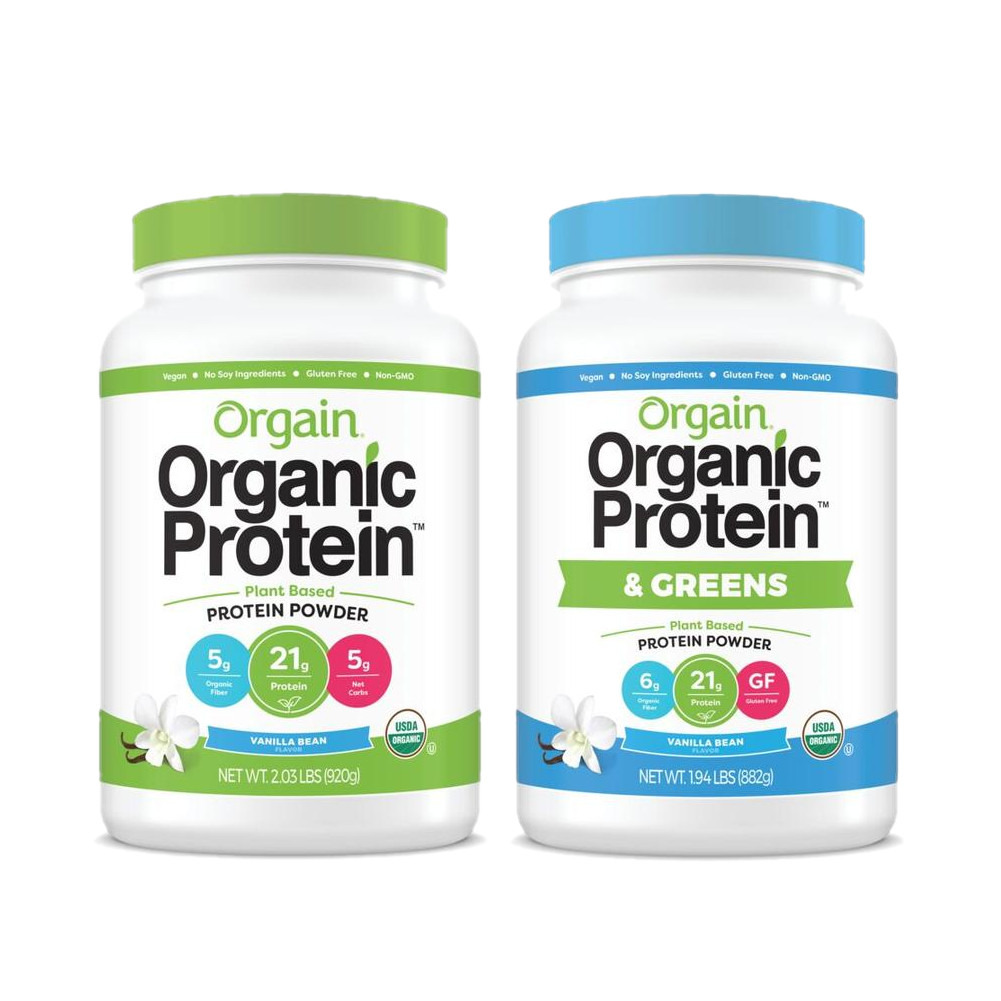 Vegan • No Soy Ingredients • Gluten Free • Non-GMO
Orgain®
Organic
Protein™
Plant Based
PROTEIN POWDER
5g
Organic
Fiber
21g
Protein
5g
Net
Carbs
VANILLA BEAN
FLAVOR
USDA
ORGANIC
U
NET WT. 2.03 LBS (920g)
Vegan • No Soy Ingredients • Gluten Free • Non-GMO
Orgain®
Organic
Protein™
& GREENS
Plant Based
PROTEIN POWDER
6g
Organic
Fiber
21g
Protein
GF
Gluten Free
VANILLA BEAN
FLAVOR
USDA
ORGANIC
U
NET WT. 1.94 LBS (882g)